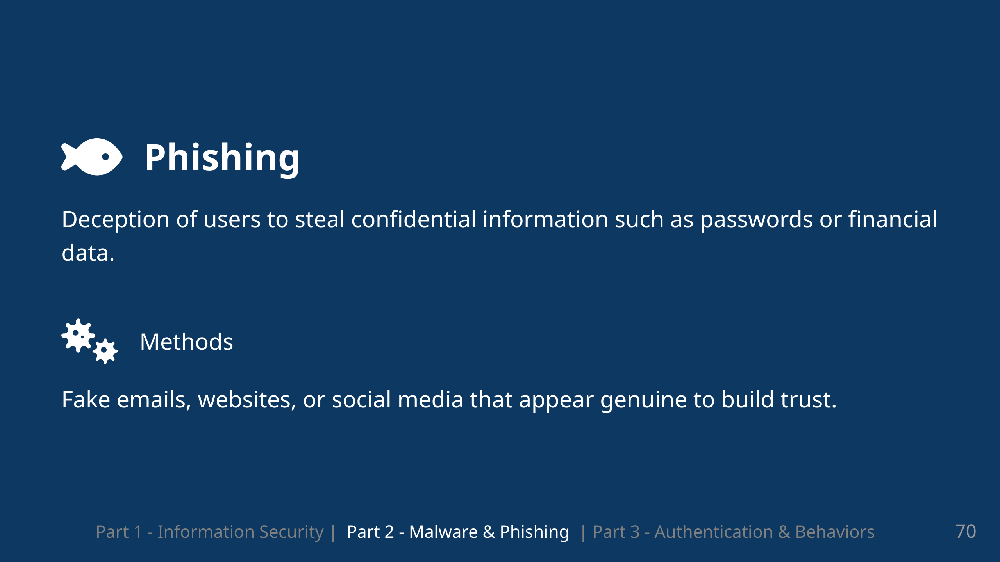 Phishing
Deception of users to steal confidential information such as passwords or financial
data.
Methods
Fake emails, websites, or social media that appear genuine to build trust.
Part 1 - Information Security | Part 2 - Malware & Phishing | Part 3 - Authentication & Behaviors 70